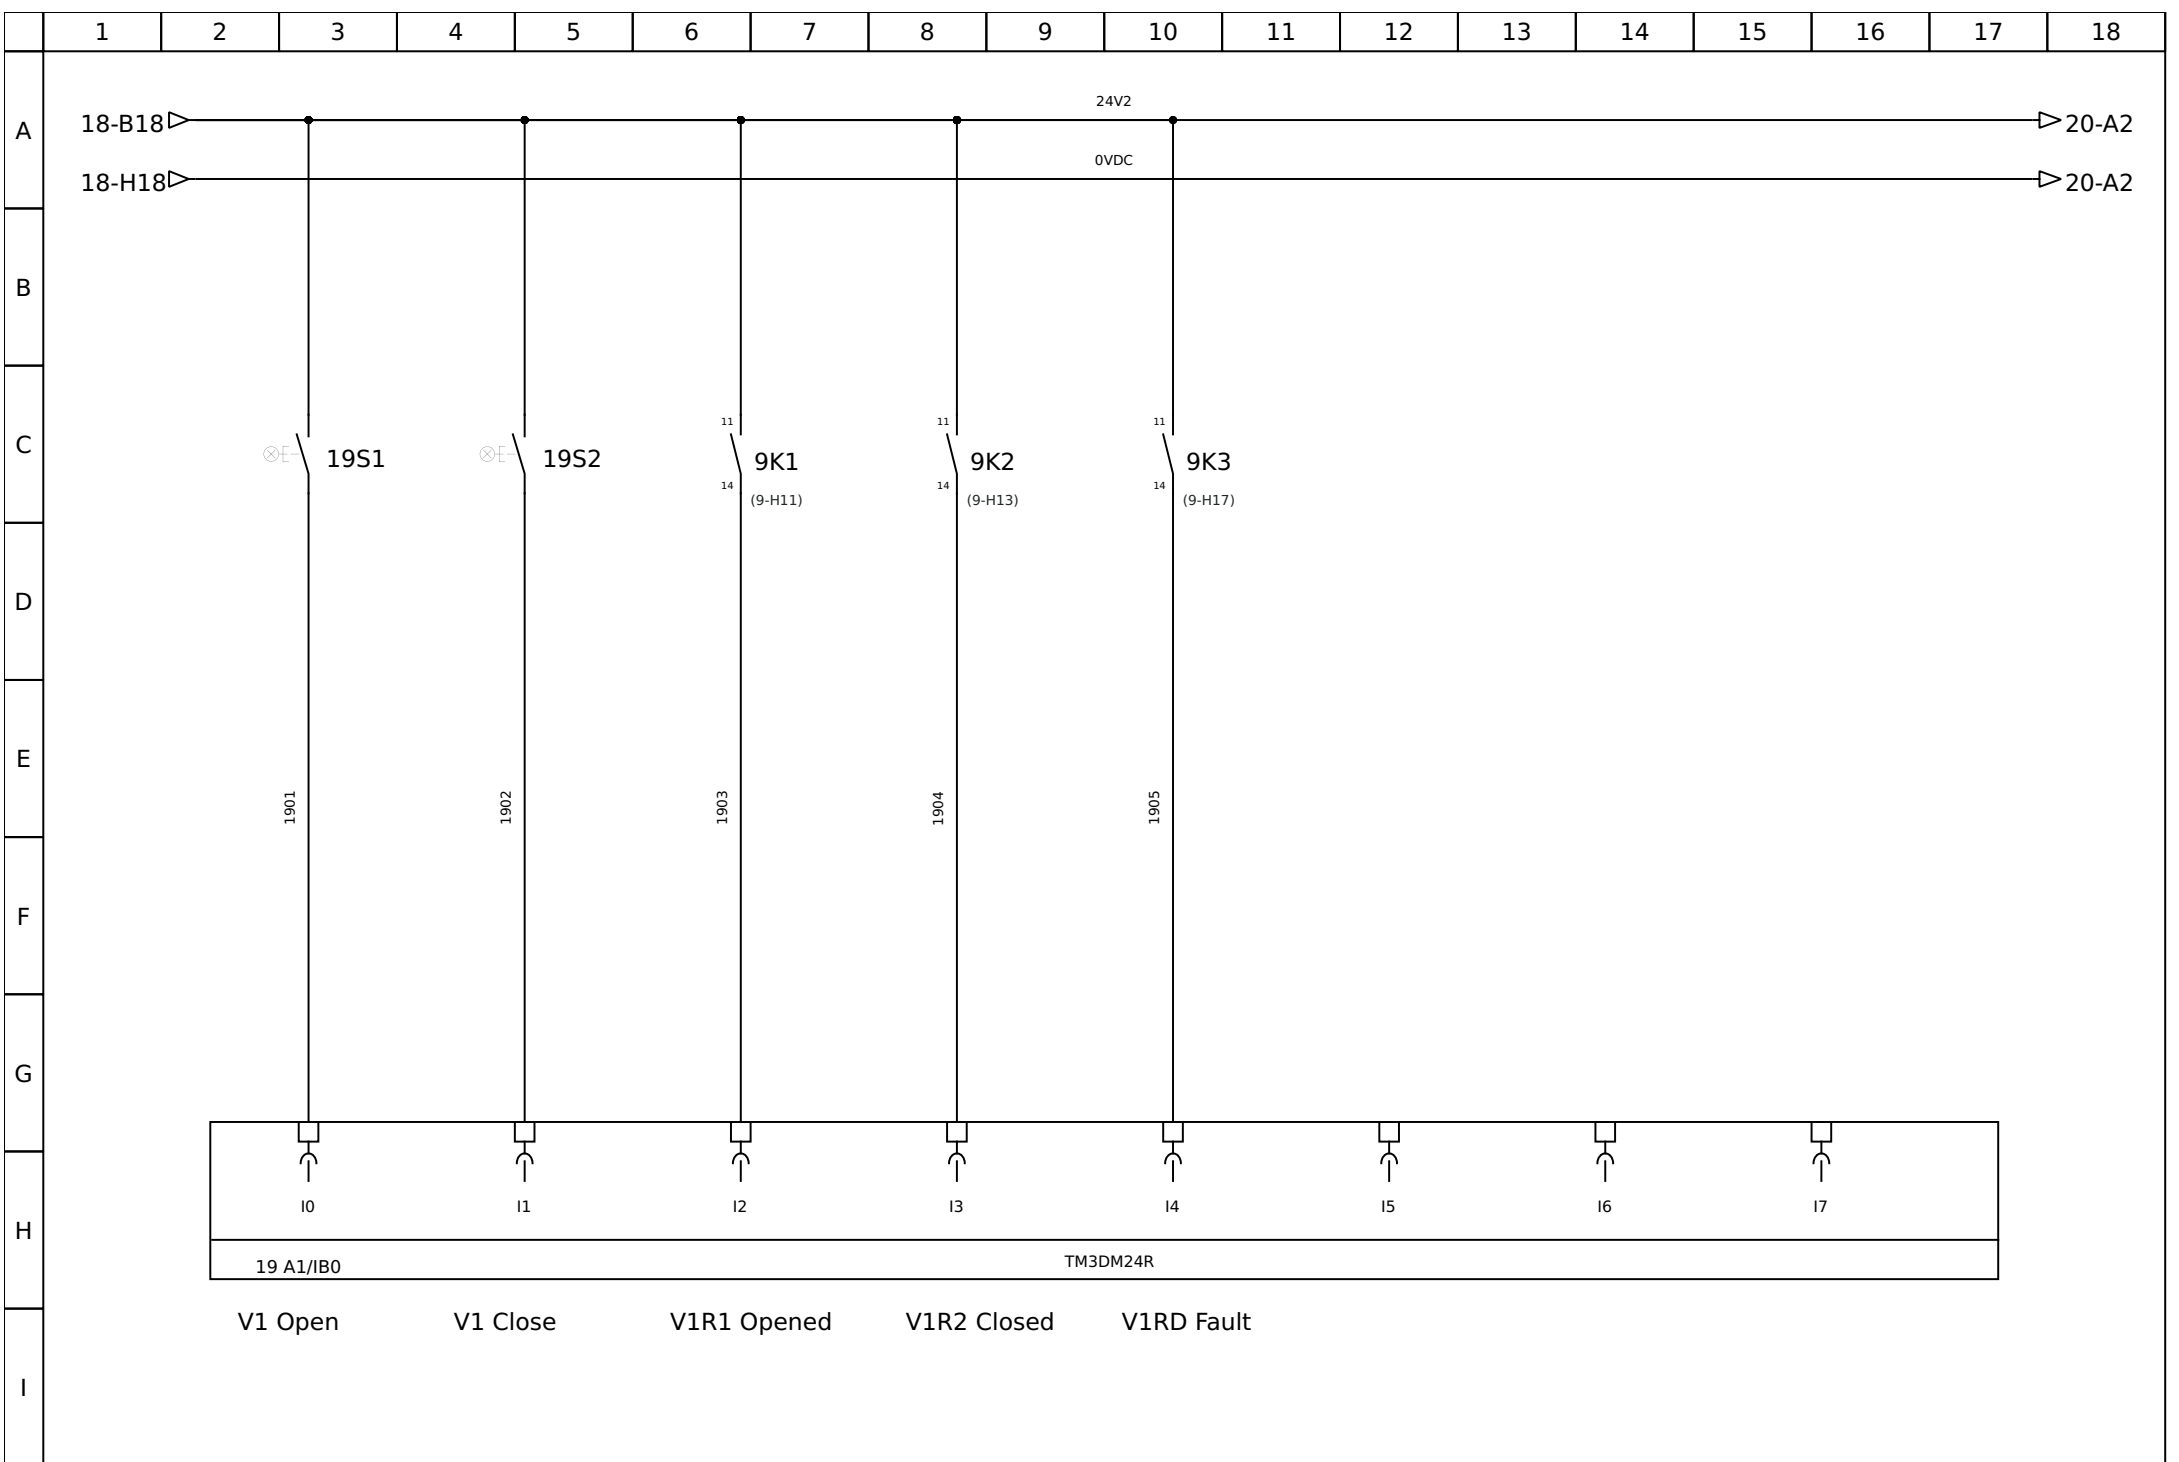 1 2 3 4 5 6 7 8 9 10 11 12 13 14 15 16 17 18
A
24V2
18-B18 20-A2
0VDC
18-H18 20-A2
B
C
11 11 11
19S1 19S2 9K1 9K2 9K3
14 14 14
(9-H11) (9-H13) (9-H17)
D
E
1901 1902 1903 1904 1905
F
G
H
I0 I1 I2 I3 I4 I5 I6 I7
19 A1/IB0 TM3DM24R
V1 Open V1 Close V1R1 Opened V1R2 Closed V1RD Fault
I